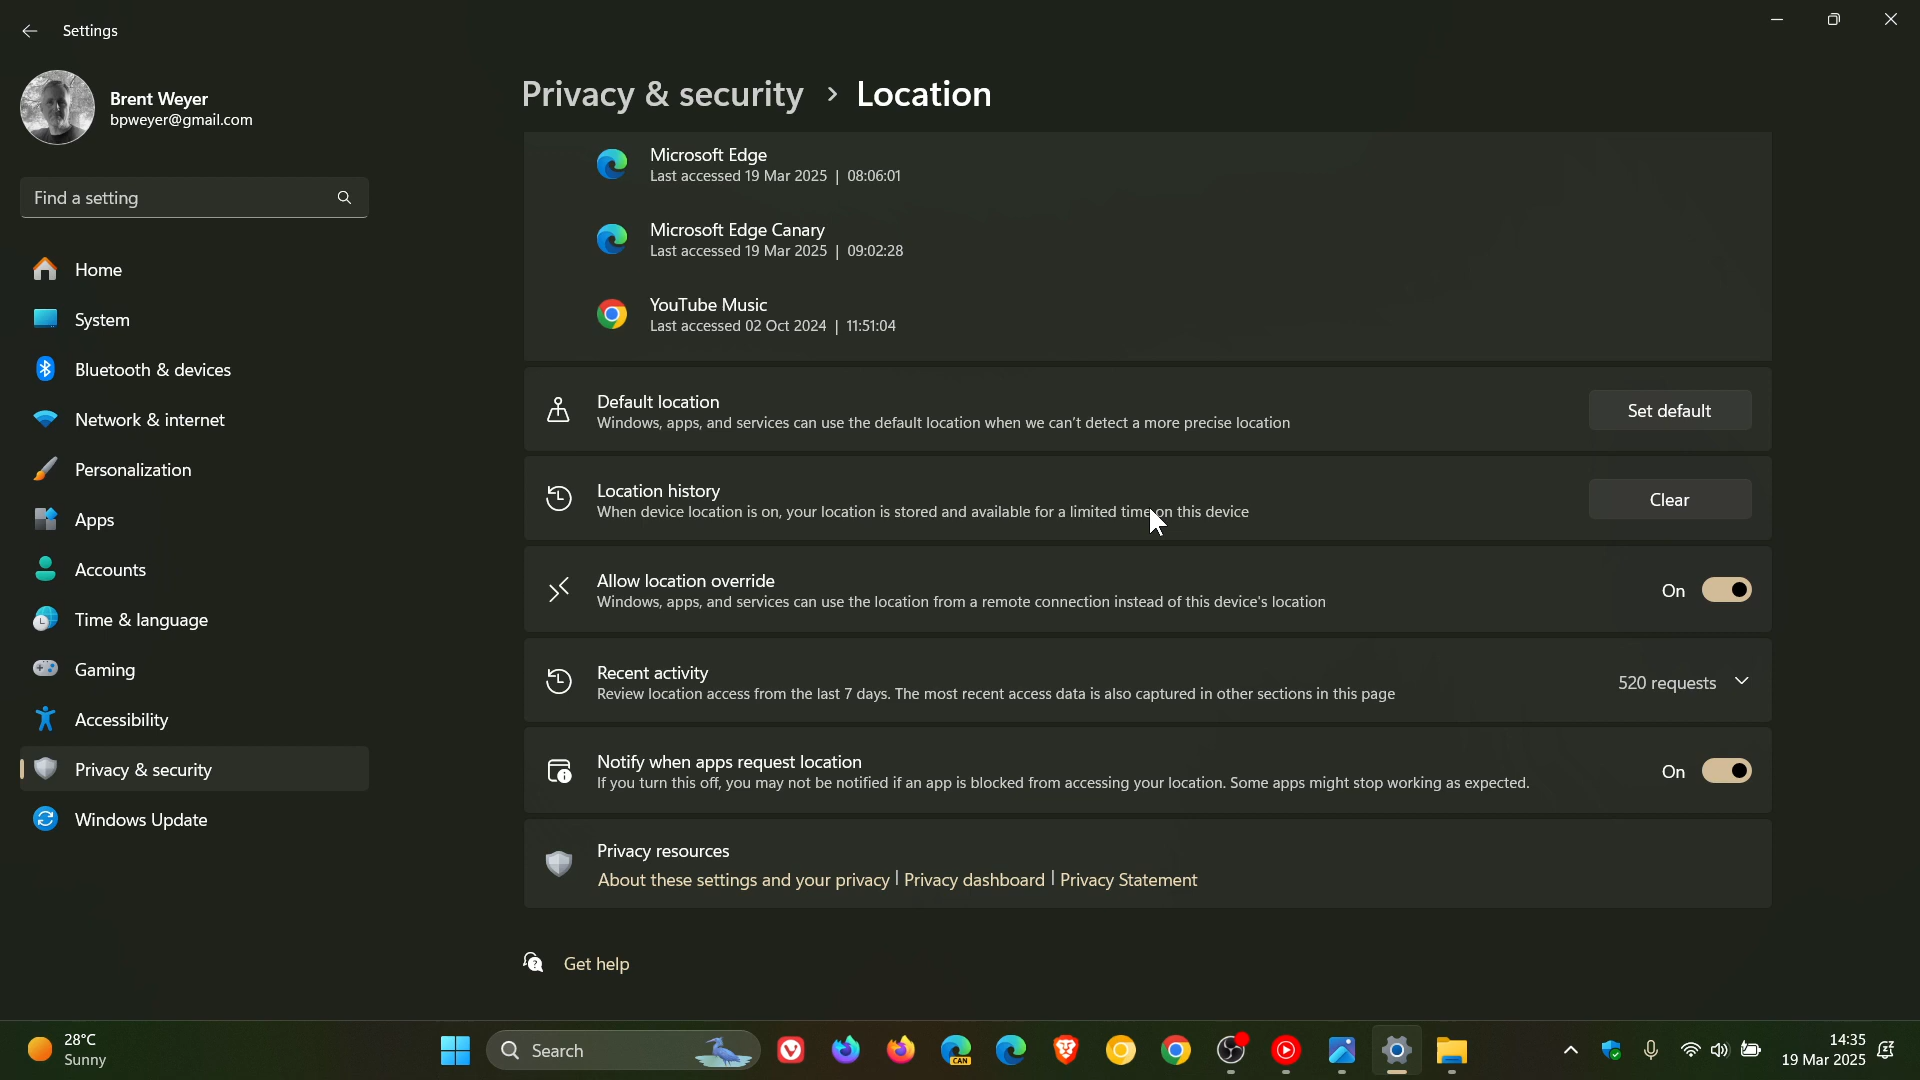 Settings
Brent Weyer
bpweyer@gmail.com
Find a setting
Home
System
Bluetooth & devices
Network & internet
Personalization
Apps
Accounts
Time & language
Gaming
Accessibility
Privacy & security
Windows Update
Privacy & security > Location
Microsoft Edge
Last accessed 19 Mar 2025 | 08:06:01
Microsoft Edge Canary
Last accessed 19 Mar 2025 | 09:02:28
YouTube Music
Last accessed 02 Oct 2024 | 11:51:04
Default location
Windows, apps, and services can use the default location when we can't detect a more precise location
Set default
Location history
When device location is on, your location is stored and available for a limited time on this device
Clear
Allow location override
Windows, apps, and services can use the location from a remote connection instead of this device's location
On
Recent activity
Review location access from the last 7 days. The most recent access data is also captured in other sections in this page
520 requests
Notify when apps request location
If you turn this off, you may not be notified if an app is blocked from accessing your location. Some apps might stop working as expected.
On
Privacy resources
About these settings and your privacy | Privacy dashboard | Privacy Statement
Get help
28°C
Sunny
Search
CAN
14:35
19 Mar 2025